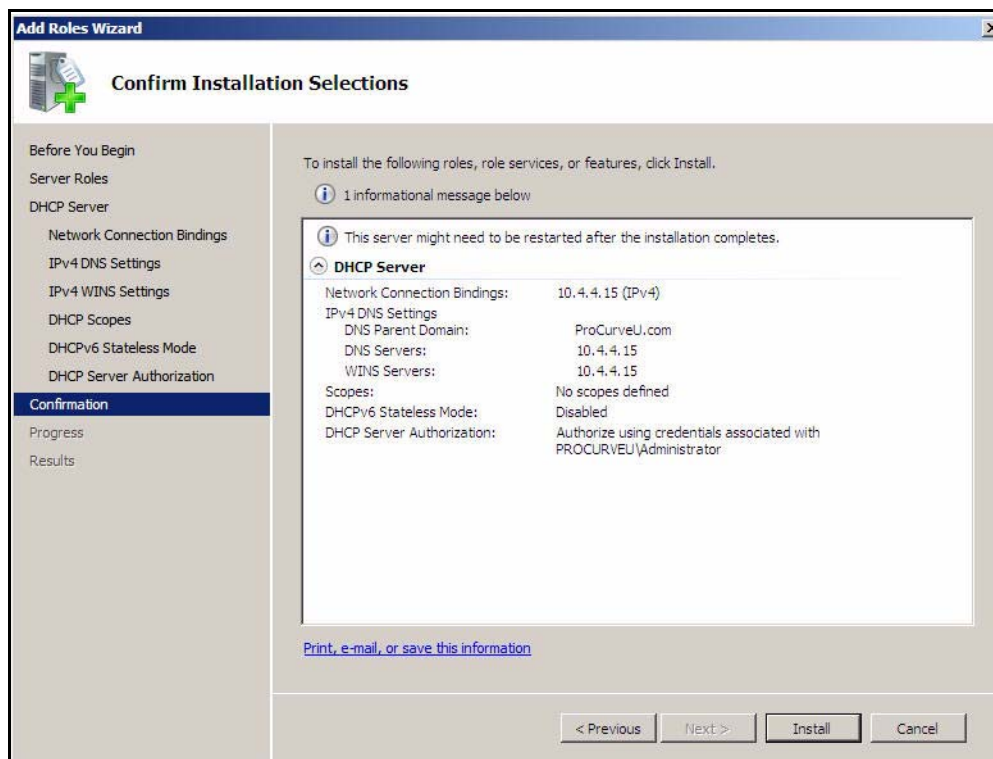 Add Roles Wizard
Confirm Installation Selections
Before You Begin
Server Roles
DHCP Server
Network Connection Bindings
IPv4 DNS Settings
IPv4 WINS Settings
DHCP Scopes
DHCPv6 Stateless Mode
DHCP Server Authorization
Confirmation
Progress
Results
To install the following roles, role services, or features, click Install.
1 informational message below
This server might need to be restarted after the installation completes.
DHCP Server
Network Connection Bindings: 10.4.4.15 (IPv4)
IPv4 DNS Settings
DNS Parent Domain: ProCurveU.com
DNS Servers: 10.4.4.15
WINS Servers: 10.4.4.15
Scopes: No scopes defined
DHCPv6 Stateless Mode: Disabled
DHCP Server Authorization: Authorize using credentials associated with
PROCURVEU\Administrator
Print, e-mail, or save this information
< Previous Next > Install Cancel